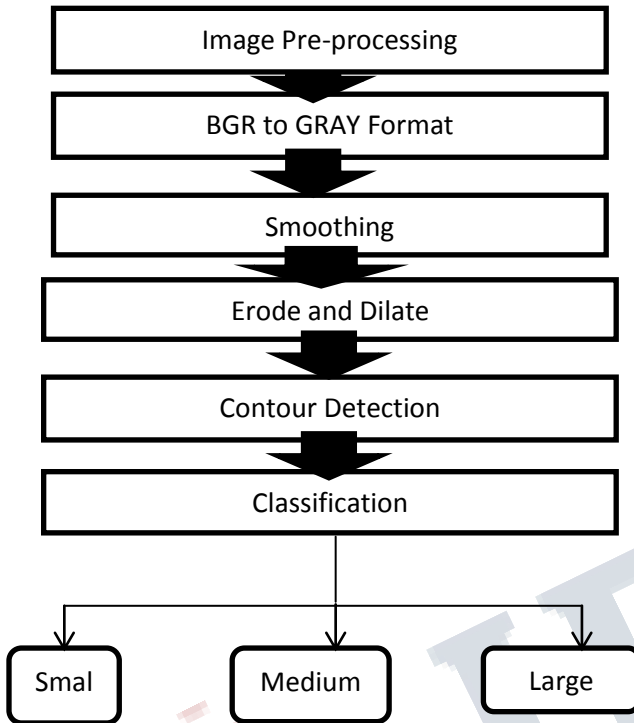 Image Pre-processing
BGR to GRAY Format
Smoothing
Erode and Dilate
Contour Detection
Classification
Smal
Medium
Large